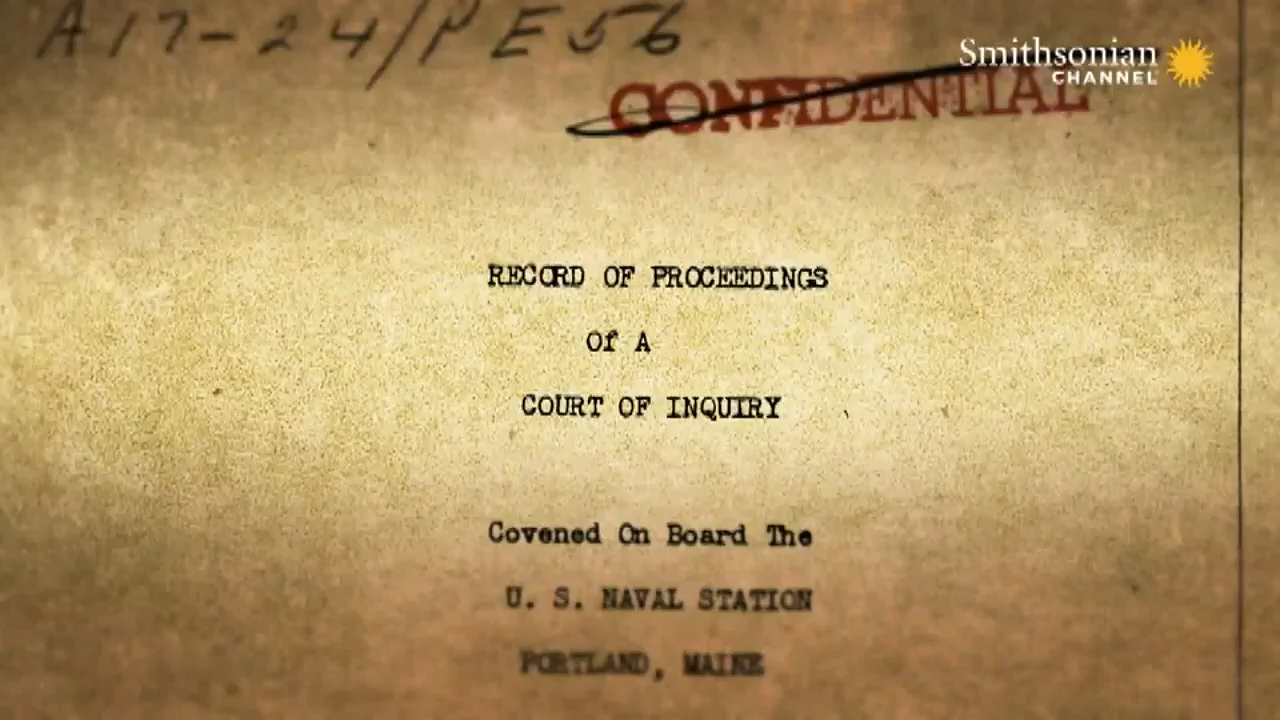 A17-24/PE56
Smithsonian
CHANNEL
CONFIDENTIAL
RECORD OF PROCEEDINGS
Of A
COURT OF INQUIRY
Covened On Board The
U. S. NAVAL STATION
PORTLAND, MAINE